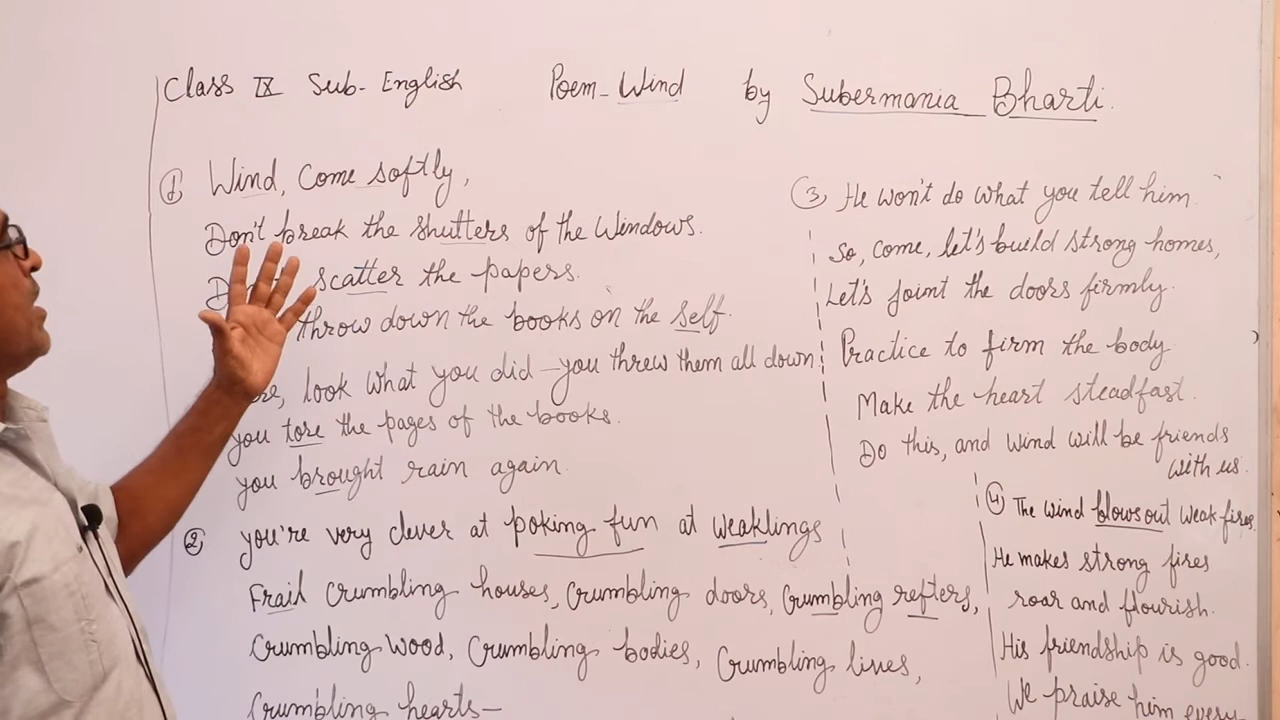 Class IX Sub- English Poem- Wind by Subermania Bharti.
① Wind, Come softly,
Don't break the shutters of the Windows.
scatter the papers.
throw down the books on the self.
look what you did - you threw them all down
you tore the pages of the books.
you brought rain again.
② you're very clever at poking fun at weaklings
Frail crumbling houses, crumbling doors, crumbling refters,
crumbling wood, crumbling bodies, crumbling lives,
crumbling hearts-
③ He won't do what you tell him
So, come, let's build strong homes,
Let's joint the doors firmly.
Practice to firm the body
Make the heart steadfast.
Do this, and wind will be friends
with us.
④ The wind blows out weak fires.
He makes strong fires
roar and flourish.
His friendship is good.
We praise him every